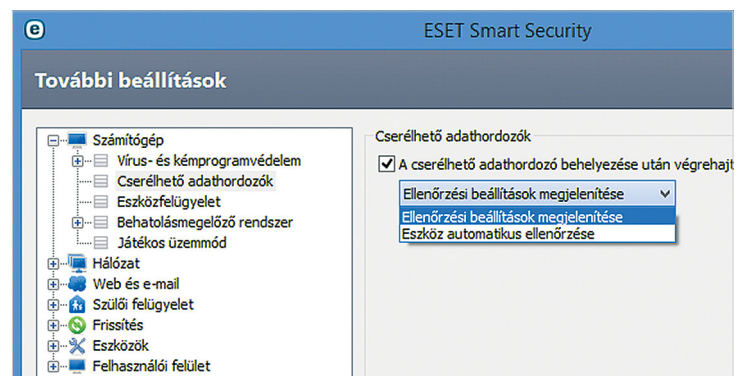 e
ESET Smart Security
További beállítások
Számítógép
Vírus- és kémprogramvédelem
Cserélhető adathordozók
Eszközfelügyelet
Behatolásmegelőző rendszer
Játékos üzemmód
Hálózat
Web és e-mail
Szülői felügyelet
Frissítés
Eszközök
Felhasználói felület
Cserélhető adathordozók
A cserélhető adathordozó behelyezése után végrehajt
Ellenőrzési beállítások megjelenítése
Ellenőrzési beállítások megjelenítése
Eszköz automatikus ellenőrzése